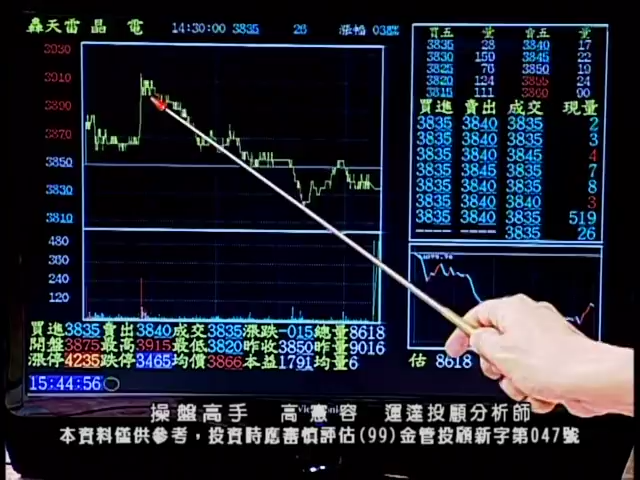 轟天雷 晶 電 14:30:00 3835 26 漲幅 03
3930
3910
3890
3870
3850
3830
3810
480
360
240
120
買五 量 賣五 量
3835 28 3840 17
3830 150 3845 22
3825 76 3850 19
3820 124 3855 24
3815 111 3860 90
買進 賣出 成交 現量
3835 3840 3835 2
3835 3840 3835 3
3835 3840 3845 4
3835 3840 3845 7
3835 3840 3835 8
3835 3840 3840 3
3835 3840 3835 519
---- ---- 3835 26
買進3835賣出3840成交3835漲跌-015總量8618
開盤3875最高3915最低3820昨收3850昨量9016
漲停4235跌停3465均價3866本益1791均量6
估 8618
15:44:56
操盤高手 高憲容 運達投顧分析師
本資料僅供參考，投資時應審慎評估(99)金管投顧新字第047號